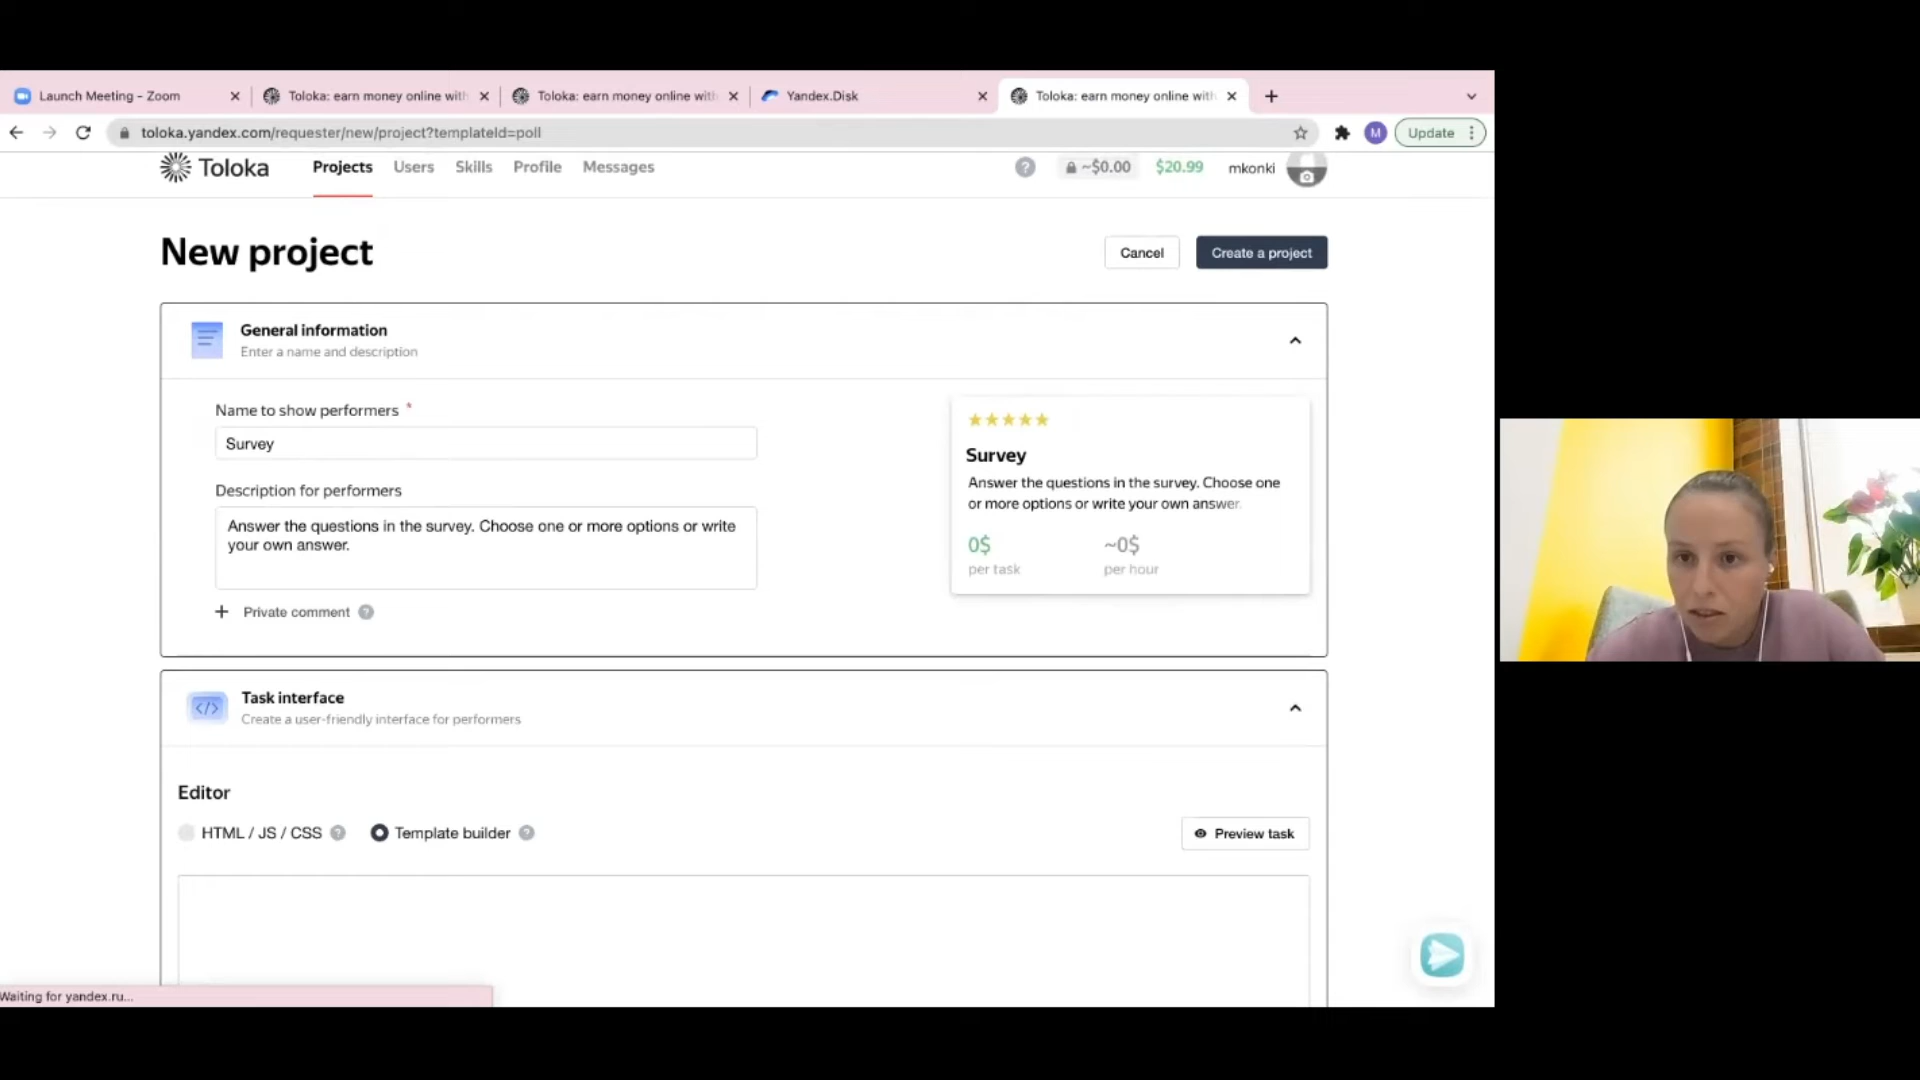 Launch Meeting - Zoom
Toloka: earn money online with
Toloka: earn money online with
Yandex.Disk
Toloka: earn money online with
toloka.yandex.com/requester/new/project?templateId=poll
M
Update
Toloka
Projects
Users
Skills
Profile
Messages
?
~$0.00
$20.99
mkonki
New project
Cancel
Create a project
General information
Enter a name and description
Name to show performers *
Survey
Description for performers
Answer the questions in the survey. Choose one or more options or write
your own answer.
+ Private comment ?
Survey
Answer the questions in the survey. Choose one
or more options or write your own answer.
0$
~0$
per task
per hour
</>
Task interface
Create a user-friendly interface for performers
Editor
HTML / JS / CSS ?
Template builder ?
Preview task
Waiting for yandex.ru...